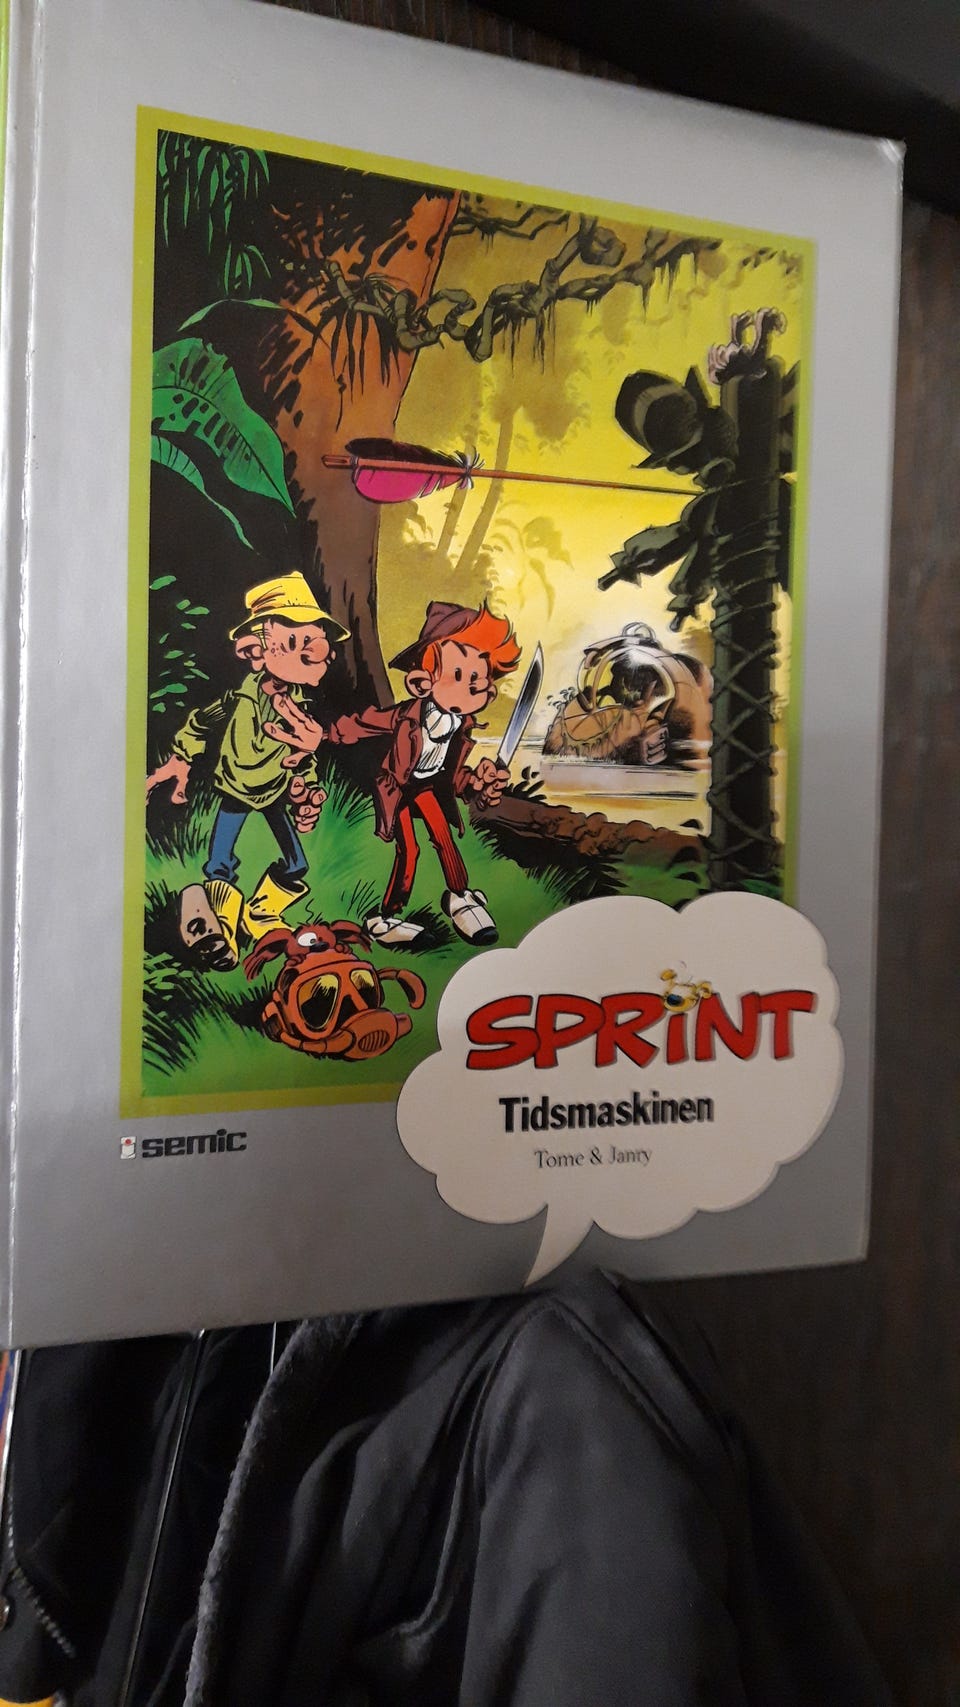 SPRiNT
Tidsmaskinen
Tome & Janry
semic